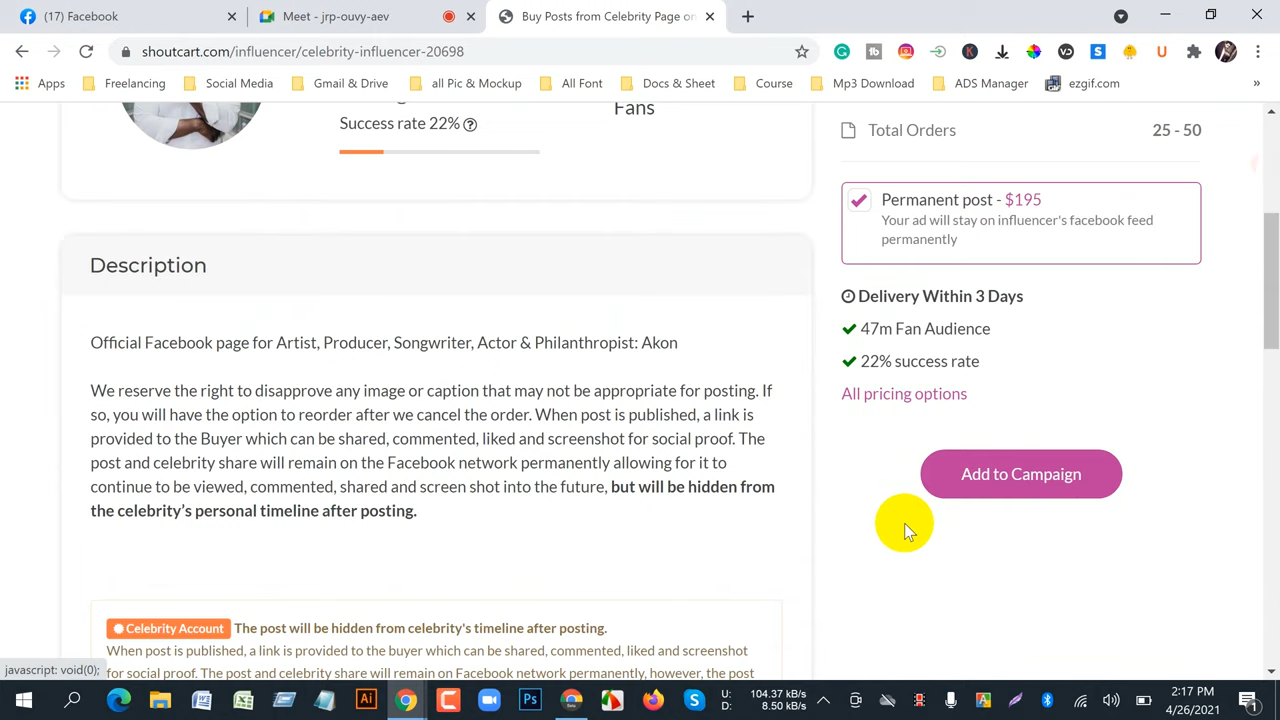 (17) Facebook
Meet - jrp-ouvy-aev
Buy Posts from Celebrity Page on
shoutcart.com/influencer/celebrity-influencer-20698
Apps
Freelancing
Social Media
Gmail & Drive
all Pic & Mockup
All Font
Docs & Sheet
Course
Mp3 Download
ADS Manager
ezgif.com
»
Success rate 22%
Fans
Total Orders
25 - 50
Permanent post - $195
Your ad will stay on influencer's facebook feed
permanently
Description
Delivery Within 3 Days
47m Fan Audience
22% success rate
All pricing options
Add to Campaign
Official Facebook page for Artist, Producer, Songwriter, Actor & Philanthropist: Akon
We reserve the right to disapprove any image or caption that may not be appropriate for posting. If
so, you will have the option to reorder after we cancel the order. When post is published, a link is
provided to the Buyer which can be shared, commented, liked and screenshot for social proof. The
post and celebrity share will remain on the Facebook network permanently allowing for it to
continue to be viewed, commented, shared and screen shot into the future, but will be hidden from
the celebrity's personal timeline after posting.
Celebrity Account The post will be hidden from celebrity's timeline after posting.
When post is published, a link is provided to the buyer which can be shared, commented, liked and screenshot
for social proof. The post and celebrity share will remain on Facebook network permanently, however, the post
javascript: void(0);
U: 104.37 kB/s
D: 8.50 kB/s
2:17 PM
4/26/2021
1